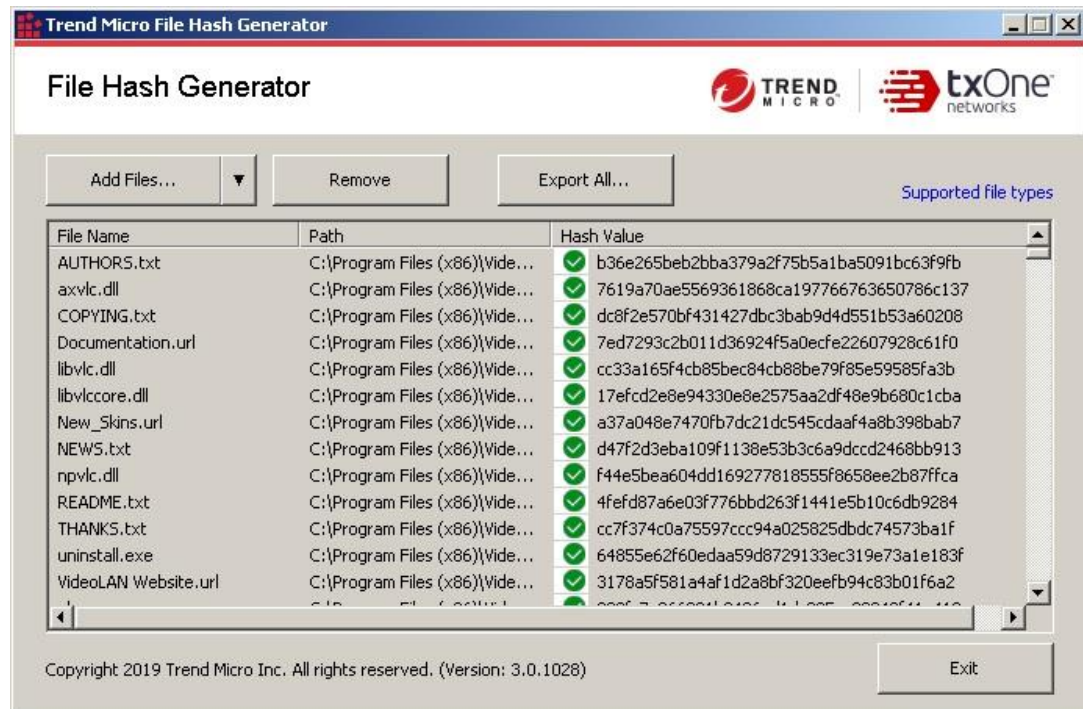 Trend Micro File Hash Generator
File Hash Generator
TREND MICRO™
txOne™ networks
Add Files... ▼ Remove Export All... Supported file types
File Name Path Hash Value
AUTHORS.txt C:\Program Files (x86)\Vide... b36e265beb2bba379a2f75b5a1ba5091bc63f9fb
axvlc.dll C:\Program Files (x86)\Vide... 7619a70ae5569361868ca197766763650786c137
COPYING.txt C:\Program Files (x86)\Vide... dc8f2e570bf431427dbc3bab9d4d551b53a60208
Documentation.url C:\Program Files (x86)\Vide... 7ed7293c2b011d36924f5a0ecfe22607928c61f0
libvlc.dll C:\Program Files (x86)\Vide... cc33a165f4cb85bec84cb88be79f85e59585fa3b
libvlccore.dll C:\Program Files (x86)\Vide... 17efcd2e8e94330e8e2575aa2df48e9b680c1cba
New_Skins.url C:\Program Files (x86)\Vide... a37a048e7470fb7dc21dc545cdaaf4a8b398bab7
NEWS.txt C:\Program Files (x86)\Vide... d47f2d3eba109f1138e53b3c6a9dccd2468bb913
npvlc.dll C:\Program Files (x86)\Vide... f44e5bea604dd169277818555f8658ee2b87ffca
README.txt C:\Program Files (x86)\Vide... 4fefd87a6e03f776bbd263f1441e5b10c6db9284
THANKS.txt C:\Program Files (x86)\Vide... cc7f374c0a75597ccc94a025825dbdc74573ba1f
uninstall.exe C:\Program Files (x86)\Vide... 64855e62f60edaa59d8729133ec319e73a1e183f
VideoLAN Website.url C:\Program Files (x86)\Vide... 3178a5f581a4af1d2a8bf320eefb94c83b01f6a2
Copyright 2019 Trend Micro Inc. All rights reserved. (Version: 3.0.1028) Exit